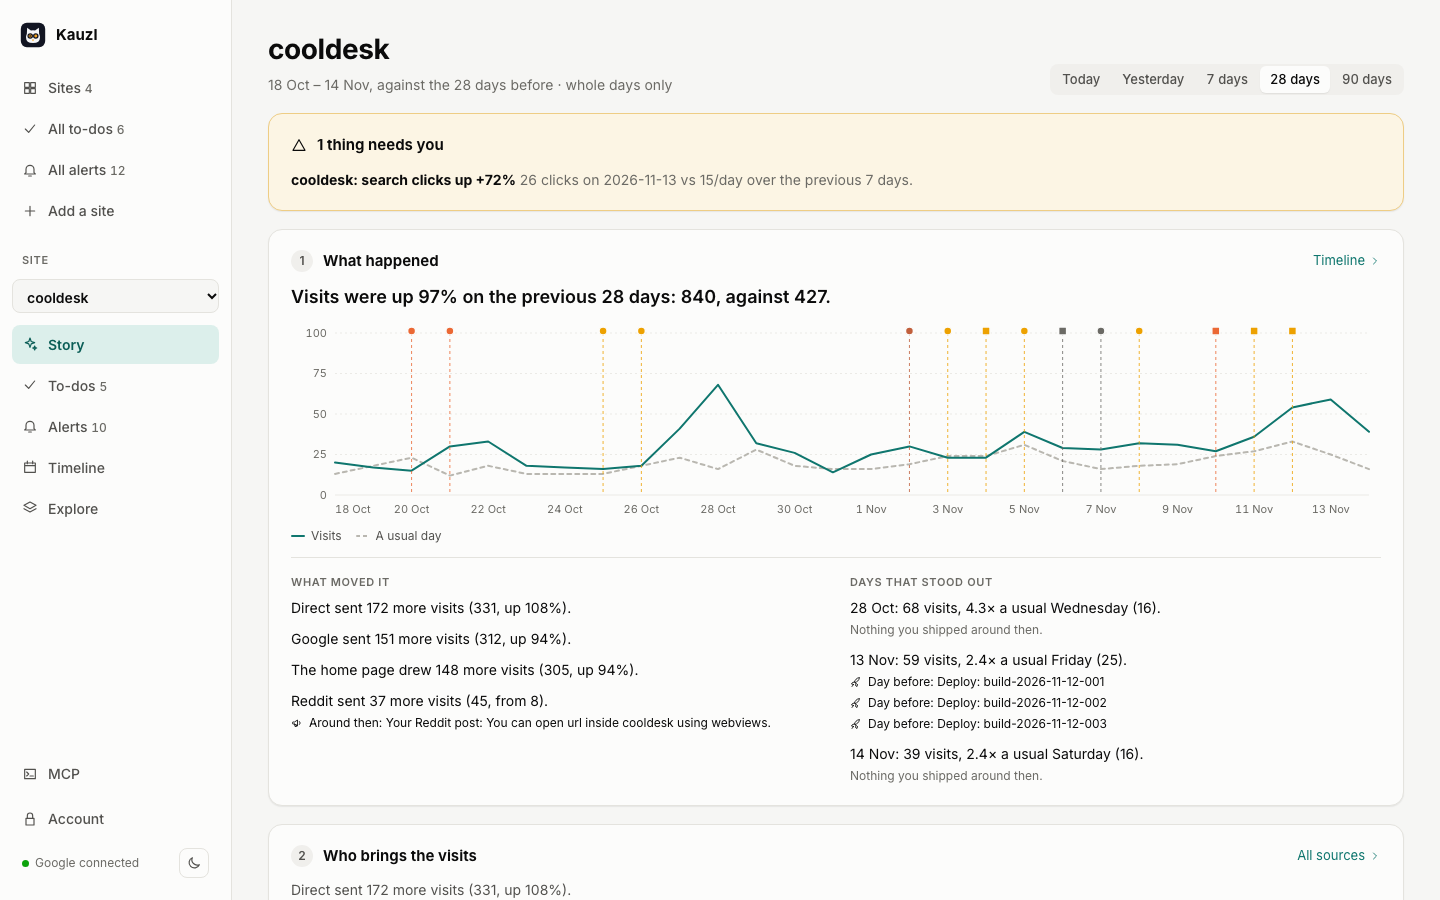 Kauzl
Sites 4
All to-dos 6
All alerts 12
Add a site
SITE
cooldesk
Story
To-dos 5
Alerts 10
Timeline
Explore
MCP
Account
Google connected
cooldesk
18 Oct – 14 Nov, against the 28 days before · whole days only
Today
Yesterday
7 days
28 days
90 days
1 thing needs you
cooldesk: search clicks up +72% 26 clicks on 2026-11-13 vs 15/day over the previous 7 days.
1 What happened
Timeline
Visits were up 97% on the previous 28 days: 840, against 427.
100
75
50
25
0
18 Oct 20 Oct 22 Oct 24 Oct 26 Oct 28 Oct 30 Oct 1 Nov 3 Nov 5 Nov 7 Nov 9 Nov 11 Nov 13 Nov
Visits A usual day
WHAT MOVED IT
Direct sent 172 more visits (331, up 108%).
Google sent 151 more visits (312, up 94%).
The home page drew 148 more visits (305, up 94%).
Reddit sent 37 more visits (45, from 8).
Around then: Your Reddit post: You can open url inside cooldesk using webviews.
DAYS THAT STOOD OUT
28 Oct: 68 visits, 4.3× a usual Wednesday (16).
Nothing you shipped around then.
13 Nov: 59 visits, 2.4× a usual Friday (25).
Day before: Deploy: build-2026-11-12-001
Day before: Deploy: build-2026-11-12-002
Day before: Deploy: build-2026-11-12-003
14 Nov: 39 visits, 2.4× a usual Saturday (16).
Nothing you shipped around then.
2 Who brings the visits
All sources
Direct sent 172 more visits (331, up 108%).